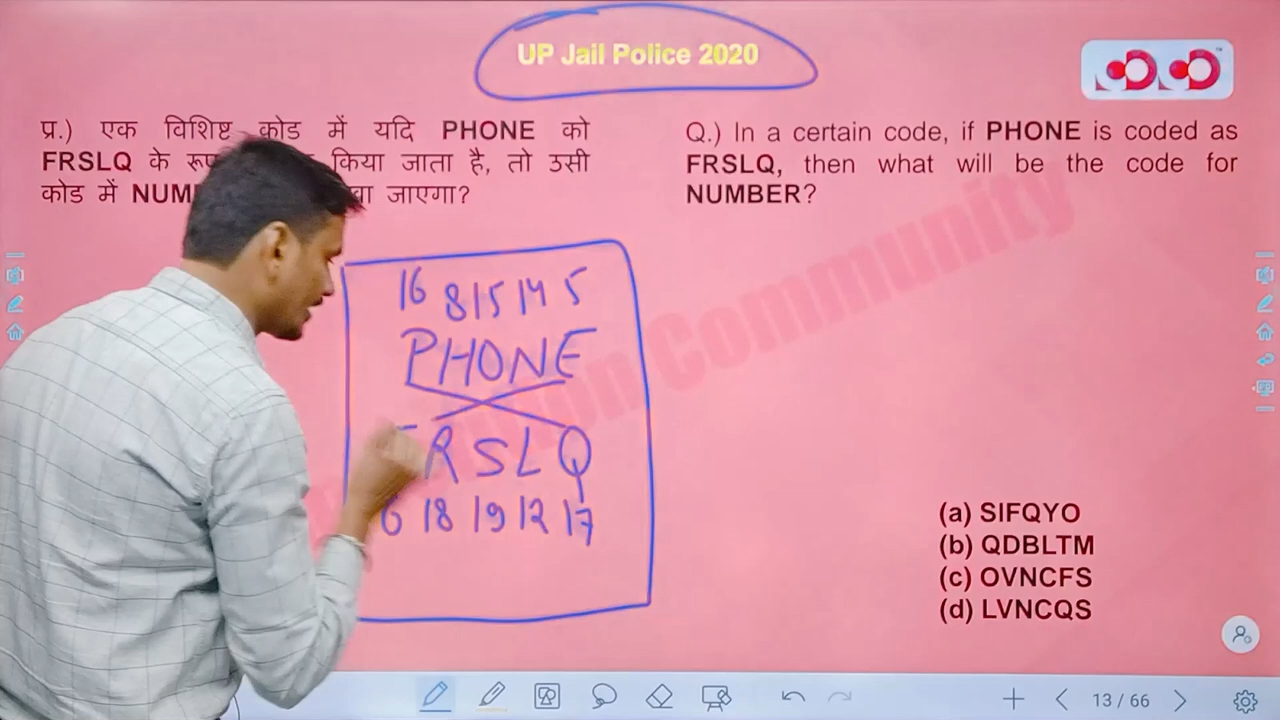 UP Jail Police 2020
प्र.) एक विशिष्ट कोड में यदि PHONE को
FRSLQ के किया जाता है, तो उसी
कोड में जाएगा?
Q.) In a certain code, if PHONE is coded as
FRSLQ, then what will be the code for
NUMBER?
16 8 15 14 5
PHONE
RSLQ
6 18 19 12 17
Community
(a) SIFQYO
(b) QDBLTM
(c) OVNCFS
(d) LVNCQS
13 / 66